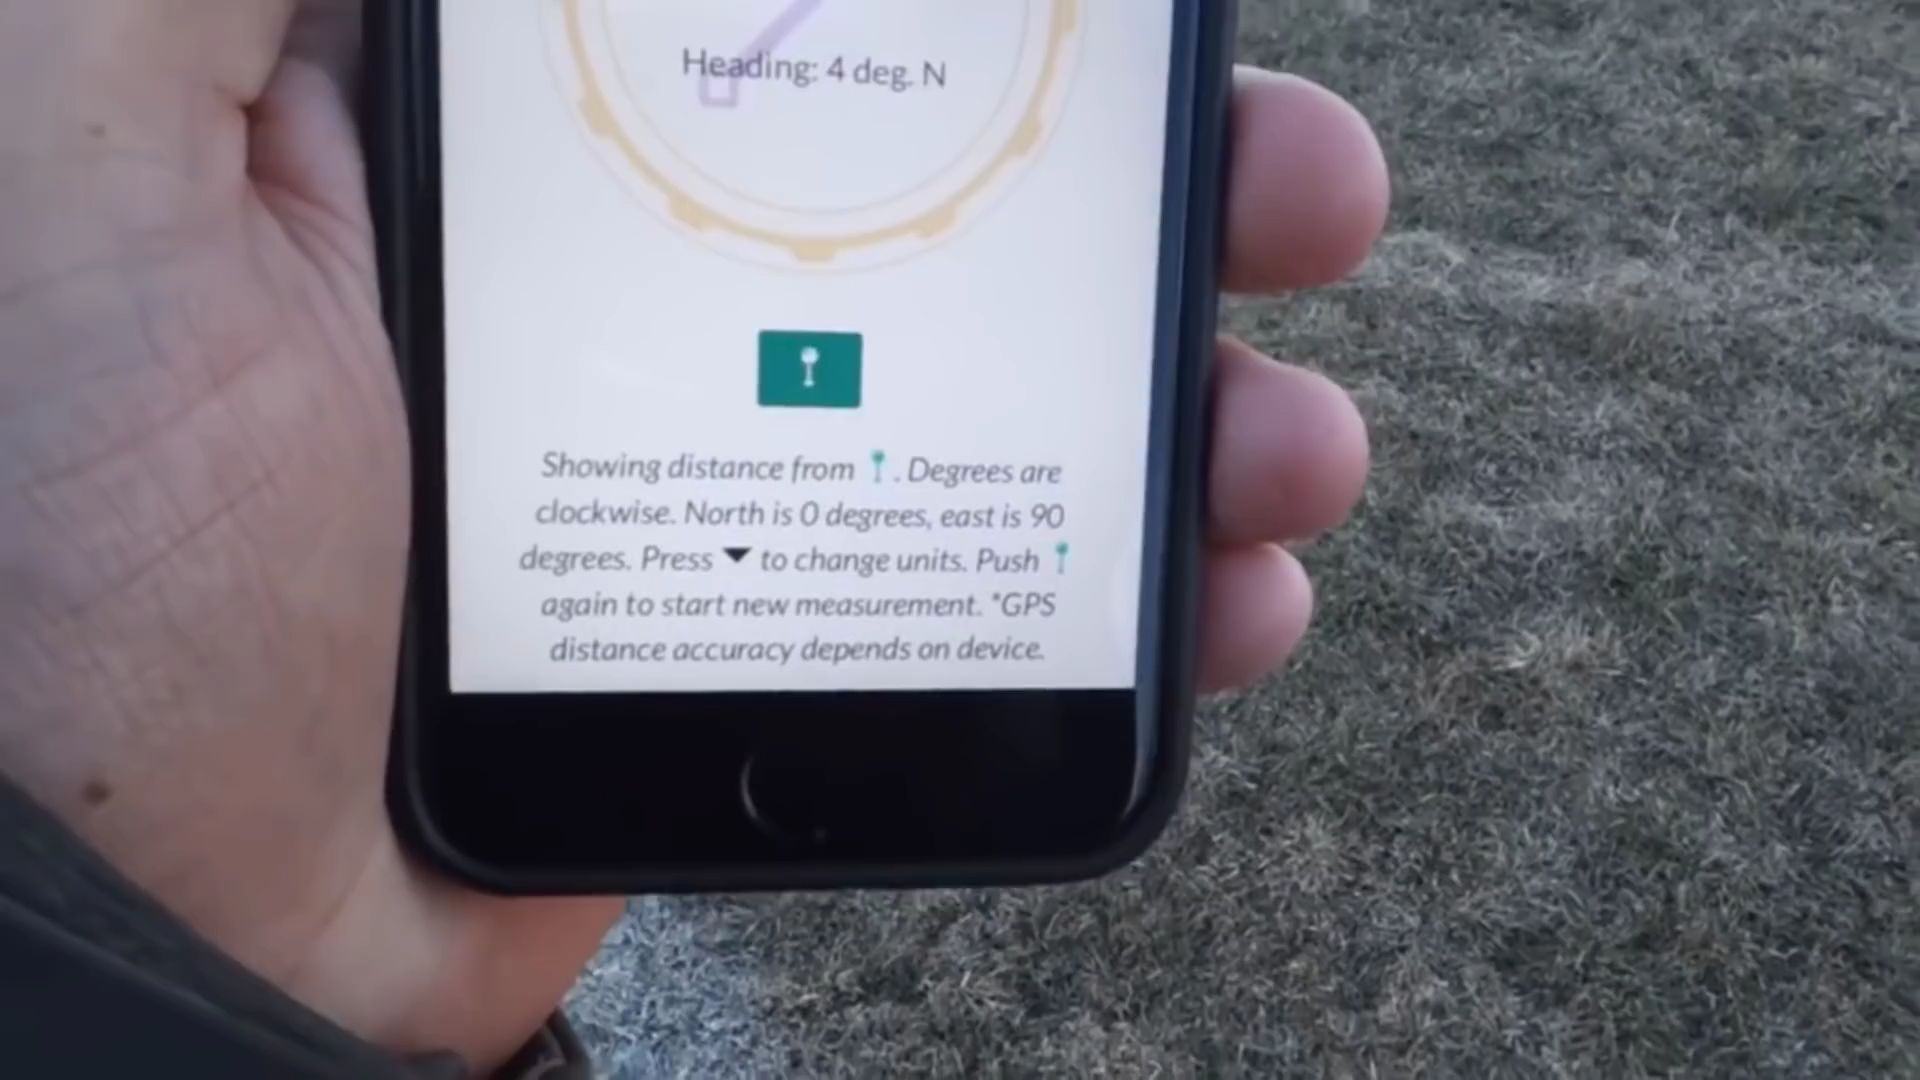 Heading: 4 deg. N
Showing distance from . Degrees are
clockwise. North is 0 degrees, east is 90
degrees. Press to change units. Push
again to start new measurement. *GPS
distance accuracy depends on device.